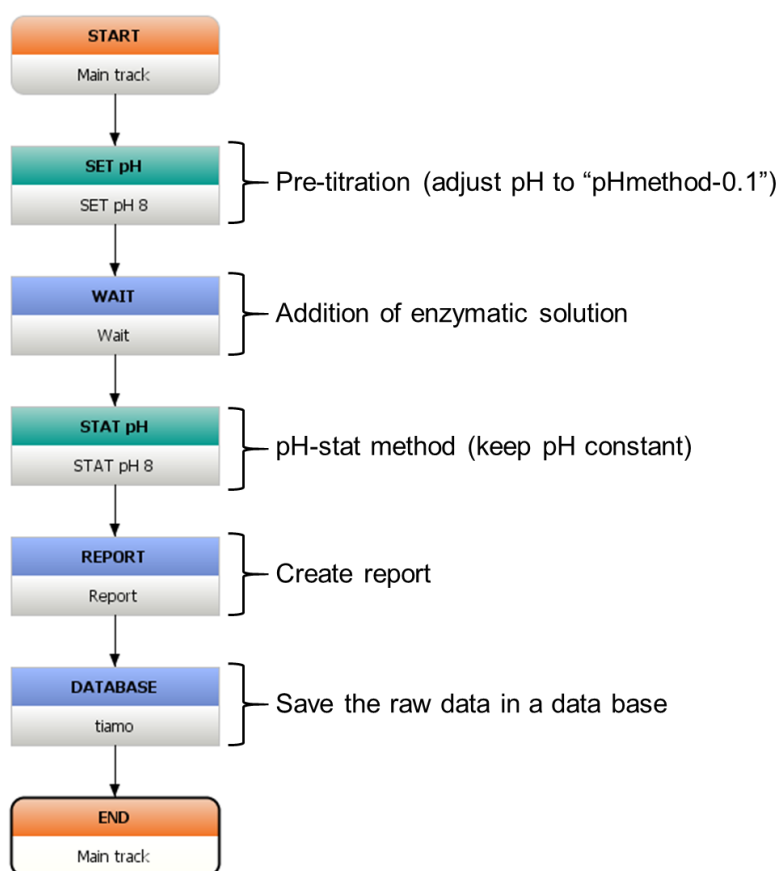 START
Main track
SET pH
SET pH 8
Pre-titration (adjust pH to “pHmethod-0.1”)
WAIT
Wait
Addition of enzymatic solution
STAT pH
STAT pH 8
pH-stat method (keep pH constant)
REPORT
Report
Create report
DATABASE
tiamo
Save the raw data in a data base
END
Main track